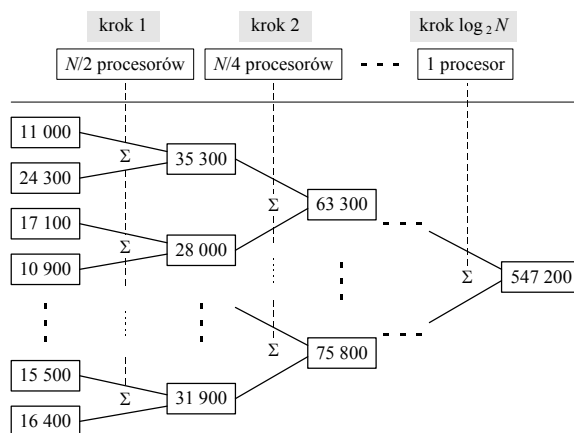 krok 1 krok 2 krok log₂ N
N/2 procesorów N/4 procesorów 1 procesor
11 000
Σ 35 300
24 300
Σ 63 300
17 100
Σ 28 000
10 900
Σ 547 200
15 500
Σ 75 800
Σ 31 900
16 400